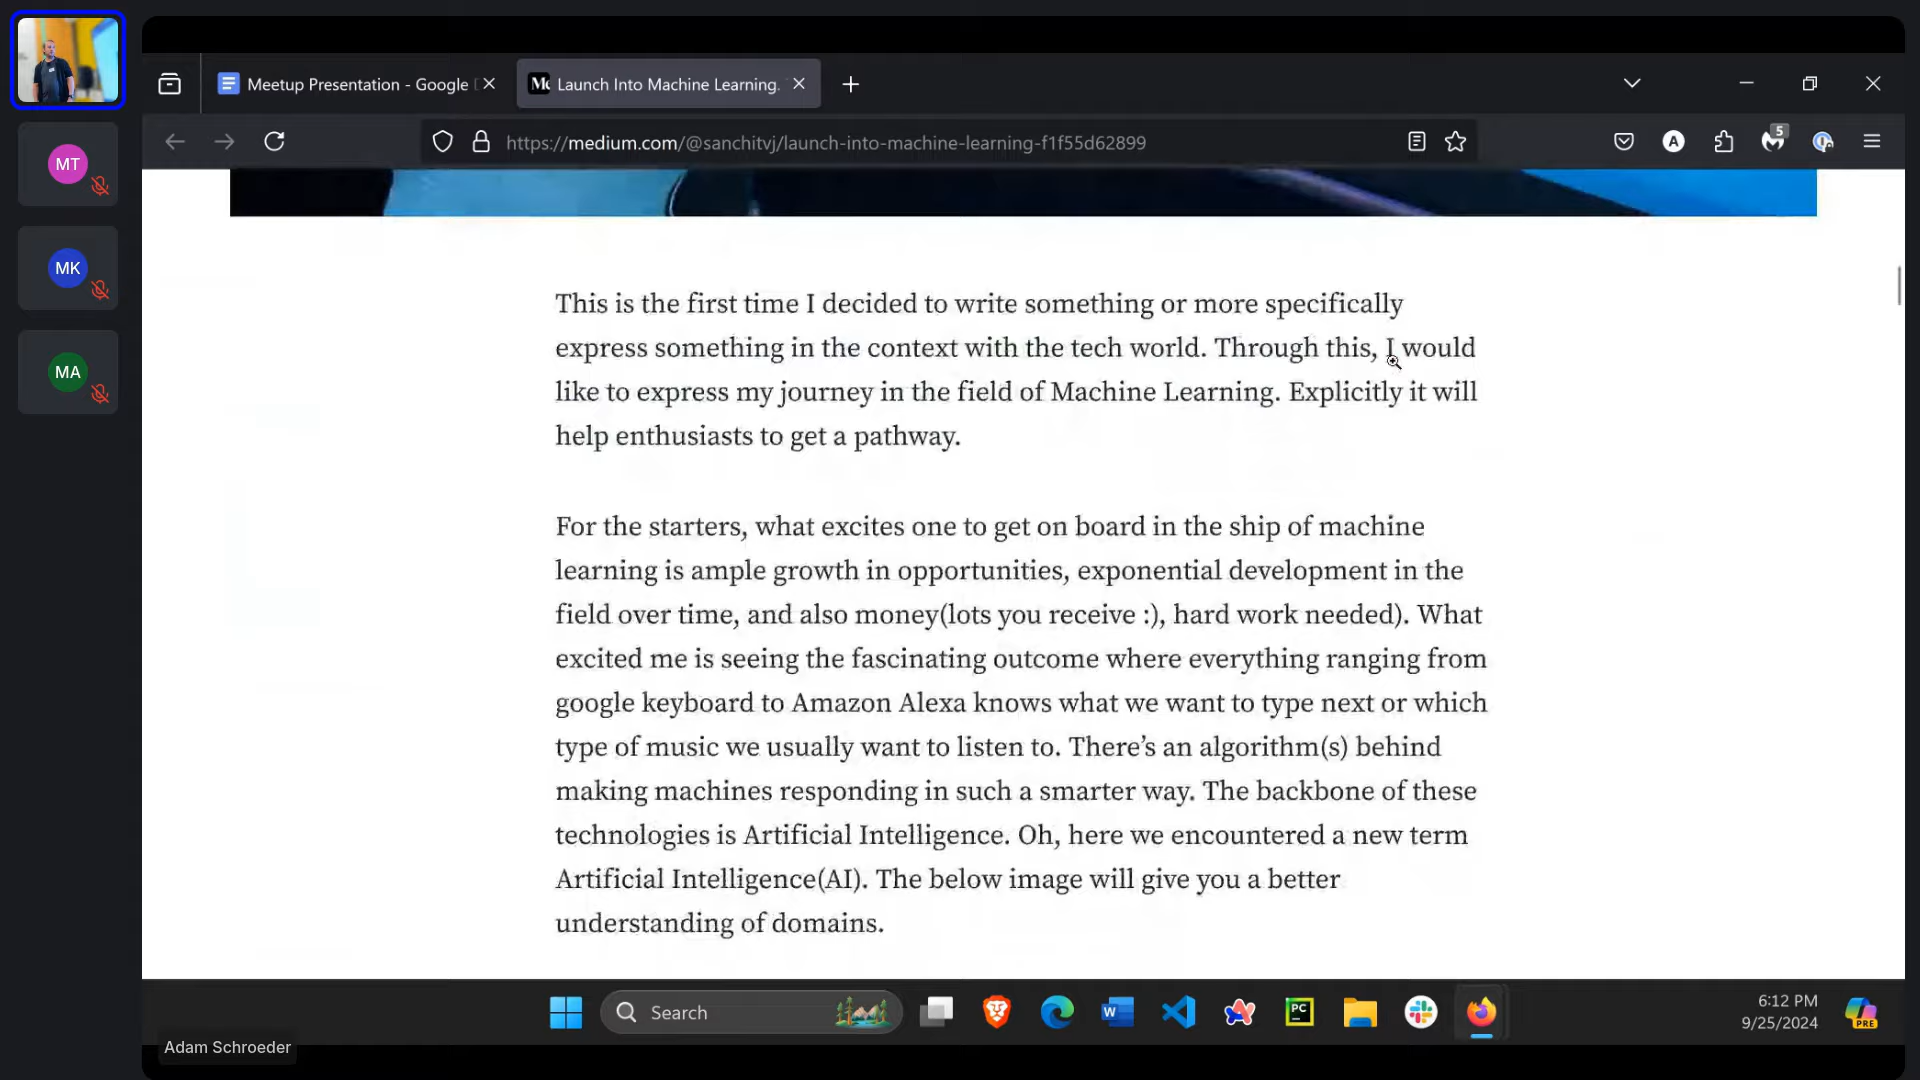 Meetup Presentation - Google
Launch Into Machine Learning.
https://medium.com/@sanchitvj/launch-into-machine-learning-f1f55d62899
A
5
MT
MK
MA
This is the first time I decided to write something or more specifically
express something in the context with the tech world. Through this, I would
like to express my journey in the field of Machine Learning. Explicitly it will
help enthusiasts to get a pathway.
For the starters, what excites one to get on board in the ship of machine
learning is ample growth in opportunities, exponential development in the
field over time, and also money(lots you receive :), hard work needed). What
excited me is seeing the fascinating outcome where everything ranging from
google keyboard to Amazon Alexa knows what we want to type next or which
type of music we usually want to listen to. There’s an algorithm(s) behind
making machines responding in such a smarter way. The backbone of these
technologies is Artificial Intelligence. Oh, here we encountered a new term
Artificial Intelligence(AI). The below image will give you a better
understanding of domains.
Search
W
PC
6:12 PM
9/25/2024
PRE
Adam Schroeder